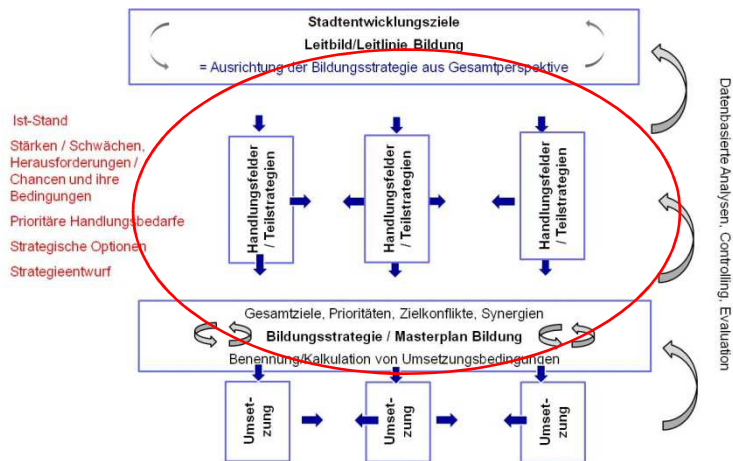 Stadtentwicklungsziele
Leitbild/Leitlinie Bildung
= Ausrichtung der Bildungsstrategie aus Gesamtperspektive
Ist-Stand
Stärken / Schwächen,
Herausforderungen /
Chancen und ihre
Bedingungen
Prioritäre Handlungsbedarfe
Strategische Optionen
Strategieentwurf
Handlungsfelder
/ Teilstrategien
Handlungsfelder
/ Teilstrategien
Handlungsfelder
/ Teilstrategien
Datenbasierte Analysen, Controlling, Evaluation
Gesamtziele, Prioritäten, Zielkonflikte, Synergien
Bildungsstrategie / Masterplan Bildung
Benennung/Kalkulation von Umsetzungsbedingungen
Umset-
zung
Umset-
zung
Umset-
zung